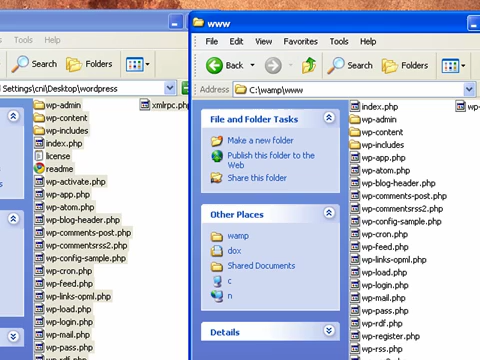 s
Tools
Help
Search
Folders
Settings\cnil\Desktop\wordpress
wp-admin
wp-content
wp-includes
index.php
license
readme
wp-activate.php
wp-app.php
wp-atom.php
wp-blog-header.php
wp-comments-post.php
wp-commentsrss2.php
wp-config-sample.php
wp-cron.php
wp-feed.php
wp-links-opml.php
wp-load.php
wp-login.php
wp-mail.php
wp-pass.php
xmlrpc.php
www
File
Edit
View
Favorites
Tools
Help
Back
Search
Folders
Address
C:\wamp\www
File and Folder Tasks
Make a new folder
Publish this folder to the
Web
Share this folder
Other Places
wamp
dox
Shared Documents
c
n
Details
index.php
wp-admin
wp-content
wp-includes
wp-app.php
wp-atom.php
wp-blog-header.php
wp-comments-post.php
wp-commentsrss2.php
wp-config-sample.php
wp-cron.php
wp-feed.php
wp-links-opml.php
wp-load.php
wp-login.php
wp-mail.php
wp-pass.php
wp-rdf.php
wp-register.php
wp-rss.php